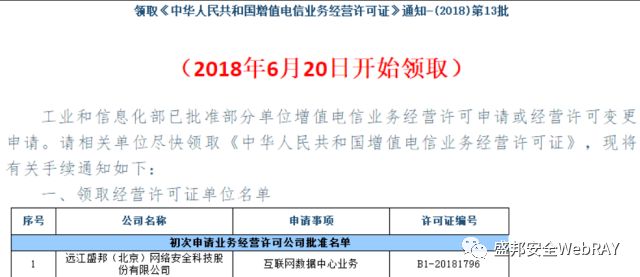 领取《中华人民共和国增值电信业务经营许可证》通知-(2018)第13批
（2018年6月20日开始领取）
工业和信息化部已批准部分单位增值电信业务经营许可申请或经营许可变更
申请。请相关单位尽快领取《中华人民共和国增值电信业务经营许可证》，现将
有关手续通知如下：
一、领取经营许可证单位名单
序号 公司名称 申请事项 许可证编号
初次申请业务经营许可公司批准名单
1 远江盛邦（北京）网络安全科技股份有限公司 互联网数据中心业务 B1-20181796
盛邦安全WebRAY